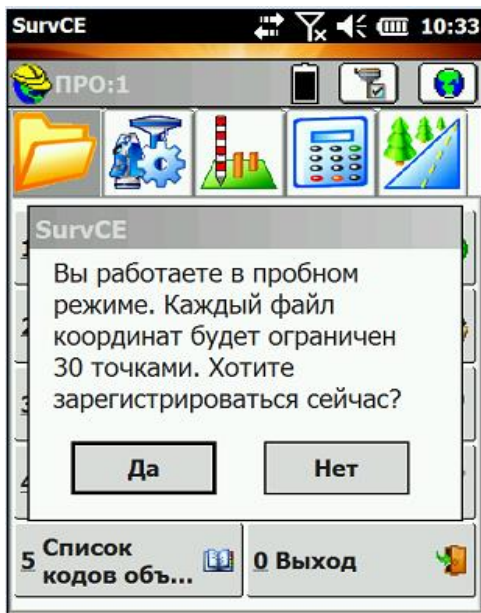 SurvCE 10:33
ПРО:1
SurvCE
Вы работаете в пробном
режиме. Каждый файл
координат будет ограничен
30 точками. Хотите
зарегистрироваться сейчас?
Да Нет
5 Список
кодов объ...
0 Выход